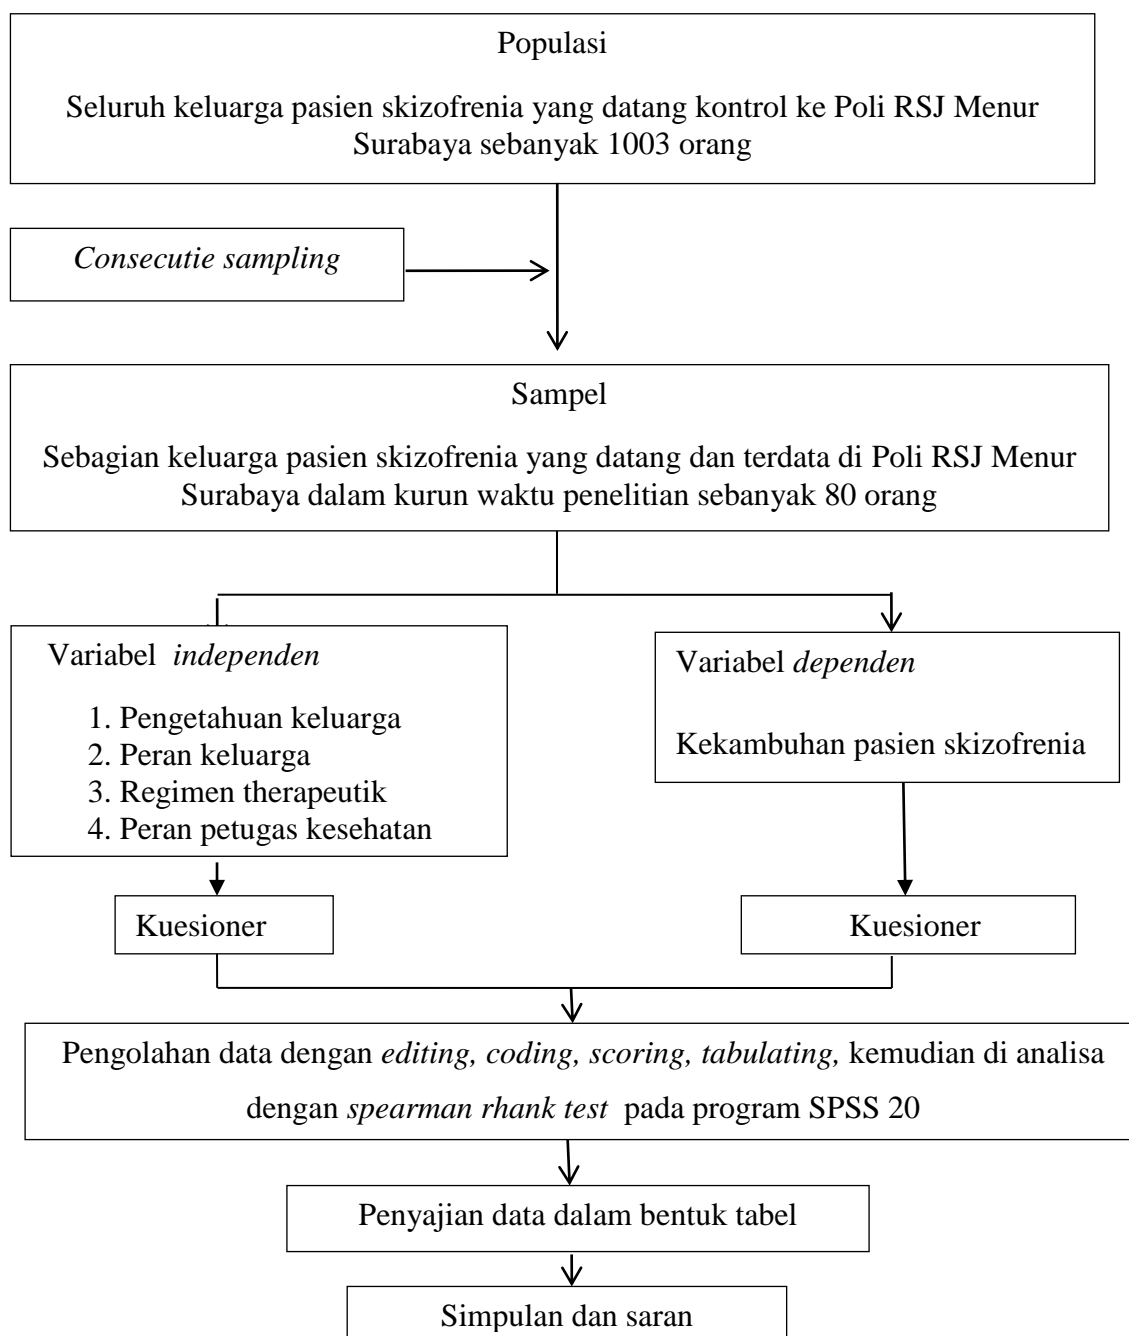 Populasi
Seluruh keluarga pasien skizofrenia yang datang kontrol ke Poli RSJ Menur
Surabaya sebanyak 1003 orang
Consecutie sampling
Sampel
Sebagian keluarga pasien skizofrenia yang datang dan terdata di Poli RSJ Menur
Surabaya dalam kurun waktu penelitian sebanyak 80 orang
Variabel independen
1. Pengetahuan keluarga
2. Peran keluarga
3. Regimen therapeutik
4. Peran petugas kesehatan
Variabel dependen
Kekambuhan pasien skizofrenia
Kuesioner
Kuesioner
Pengolahan data dengan editing, coding, scoring, tabulating, kemudian di analisa
dengan spearman rhank test pada program SPSS 20
Penyajian data dalam bentuk tabel
Simpulan dan saran